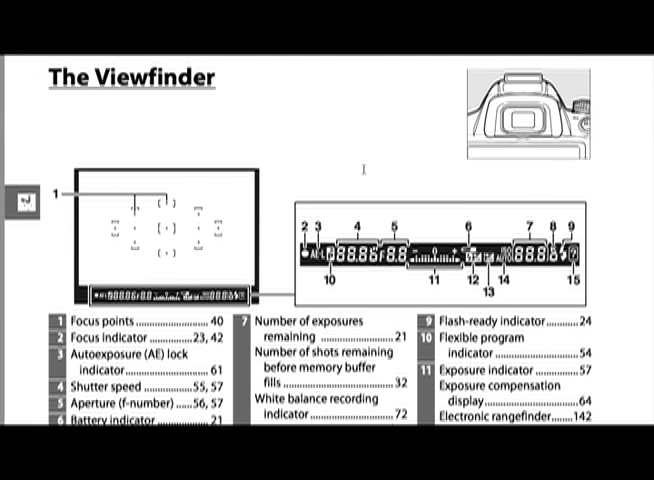 The Viewfinder
1
2 3 4 5 6 7 8 9
AE-L F - 0 + ISO AUTO K ?
10 11 12 13 14 15
1 Focus points ........................ 40
2 Focus indicator ............... 23, 42
3 Autoexposure (AE) lock
indicator ........................... 61
4 Shutter speed ................ 55, 57
5 Aperture (f-number) ...... 56, 57
6 Battery indicator ................. 21
7 Number of exposures
remaining ........................... 21
Number of shots remaining
before memory buffer
fills ..................................... 32
White balance recording
indicator ............................. 72
9 Flash-ready indicator .......... 24
10 Flexible program
indicator ............................. 54
11 Exposure indicator .............. 57
Exposure compensation
display ................................ 64
Electronic rangefinder ....... 142